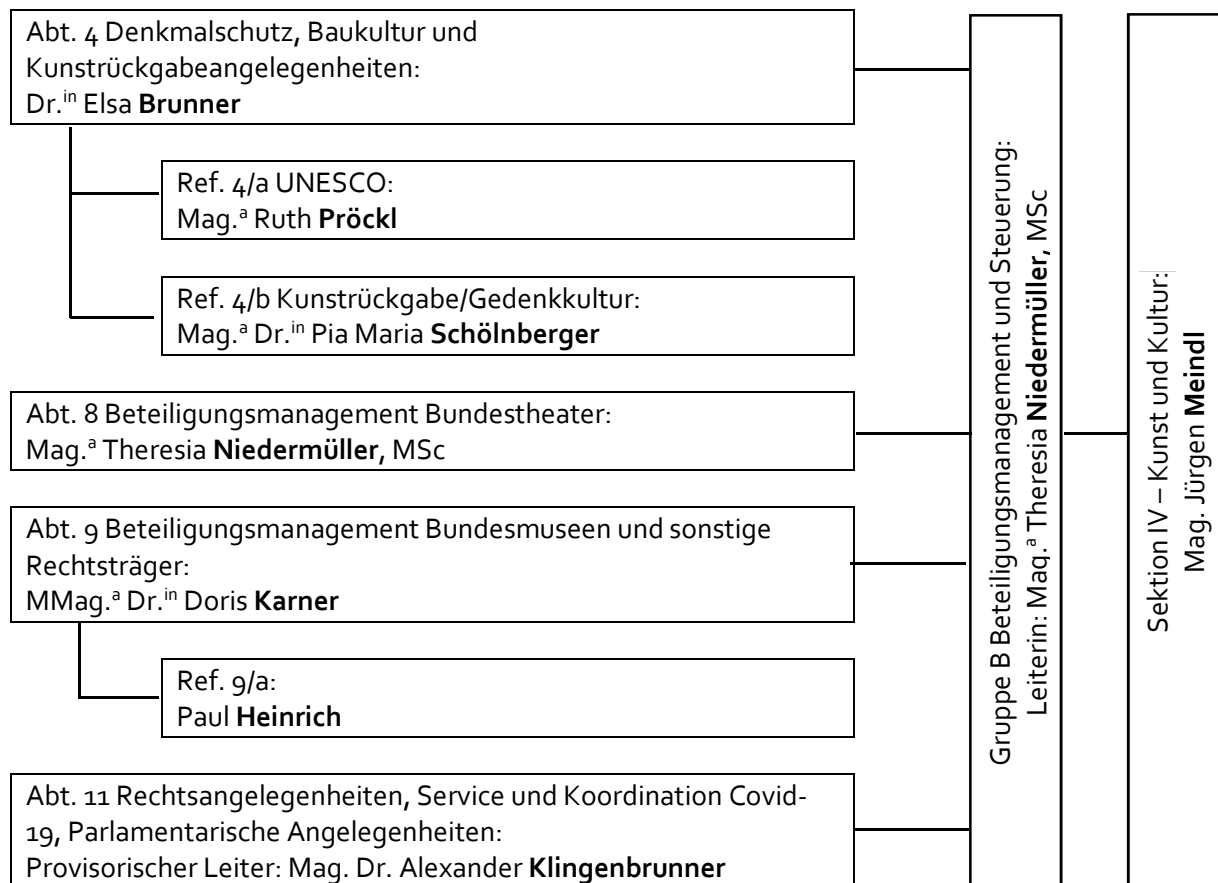 Abt. 4 Denkmalschutz, Baukultur und
Kunstrückgabeangelegenheiten:
Dr.in Elsa Brunner
Ref. 4/a UNESCO:
Mag.a Ruth Pröckl
Ref. 4/b Kunstrückgabe/Gedenkkultur:
Mag.a Dr.in Pia Maria Schölnberger
Abt. 8 Beteiligungsmanagement Bundestheater:
Mag.a Theresia Niedermüller, MSc
Abt. 9 Beteiligungsmanagement Bundesmuseen und sonstige
Rechtsträger:
MMag.a Dr.in Doris Karner
Ref. 9/a:
Paul Heinrich
Abt. 11 Rechtsangelegenheiten, Service und Koordination Covid-
19, Parlamentarische Angelegenheiten:
Provisorischer Leiter: Mag. Dr. Alexander Klingenbrunner
Gruppe B Beteiligungsmanagement und Steuerung:
Leiterin: Mag.a Theresia Niedermüller, MSc
Sektion IV – Kunst und Kultur:
Mag. Jürgen Meindl